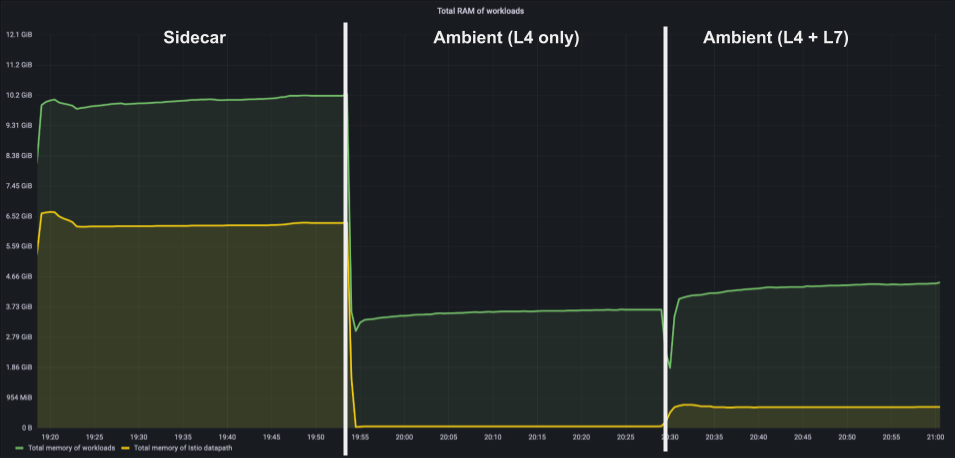 Total RAM of workloads
Sidecar
Ambient (L4 only)
Ambient (L4 + L7)
12.1 GiB
11.2 GiB
10.2 GiB
9.31 GiB
8.38 GiB
7.45 GiB
6.52 GiB
5.59 GiB
4.66 GiB
3.73 GiB
2.79 GiB
1.86 GiB
954 MiB
0 B
19:20 19:25 19:30 19:35 19:40 19:45 19:50 19:55 20:00 20:05 20:10 20:15 20:20 20:25 20:30 20:35 20:40 20:45 20:50 20:55 21:00
Total memory of workloads Total memory of Istio datapath